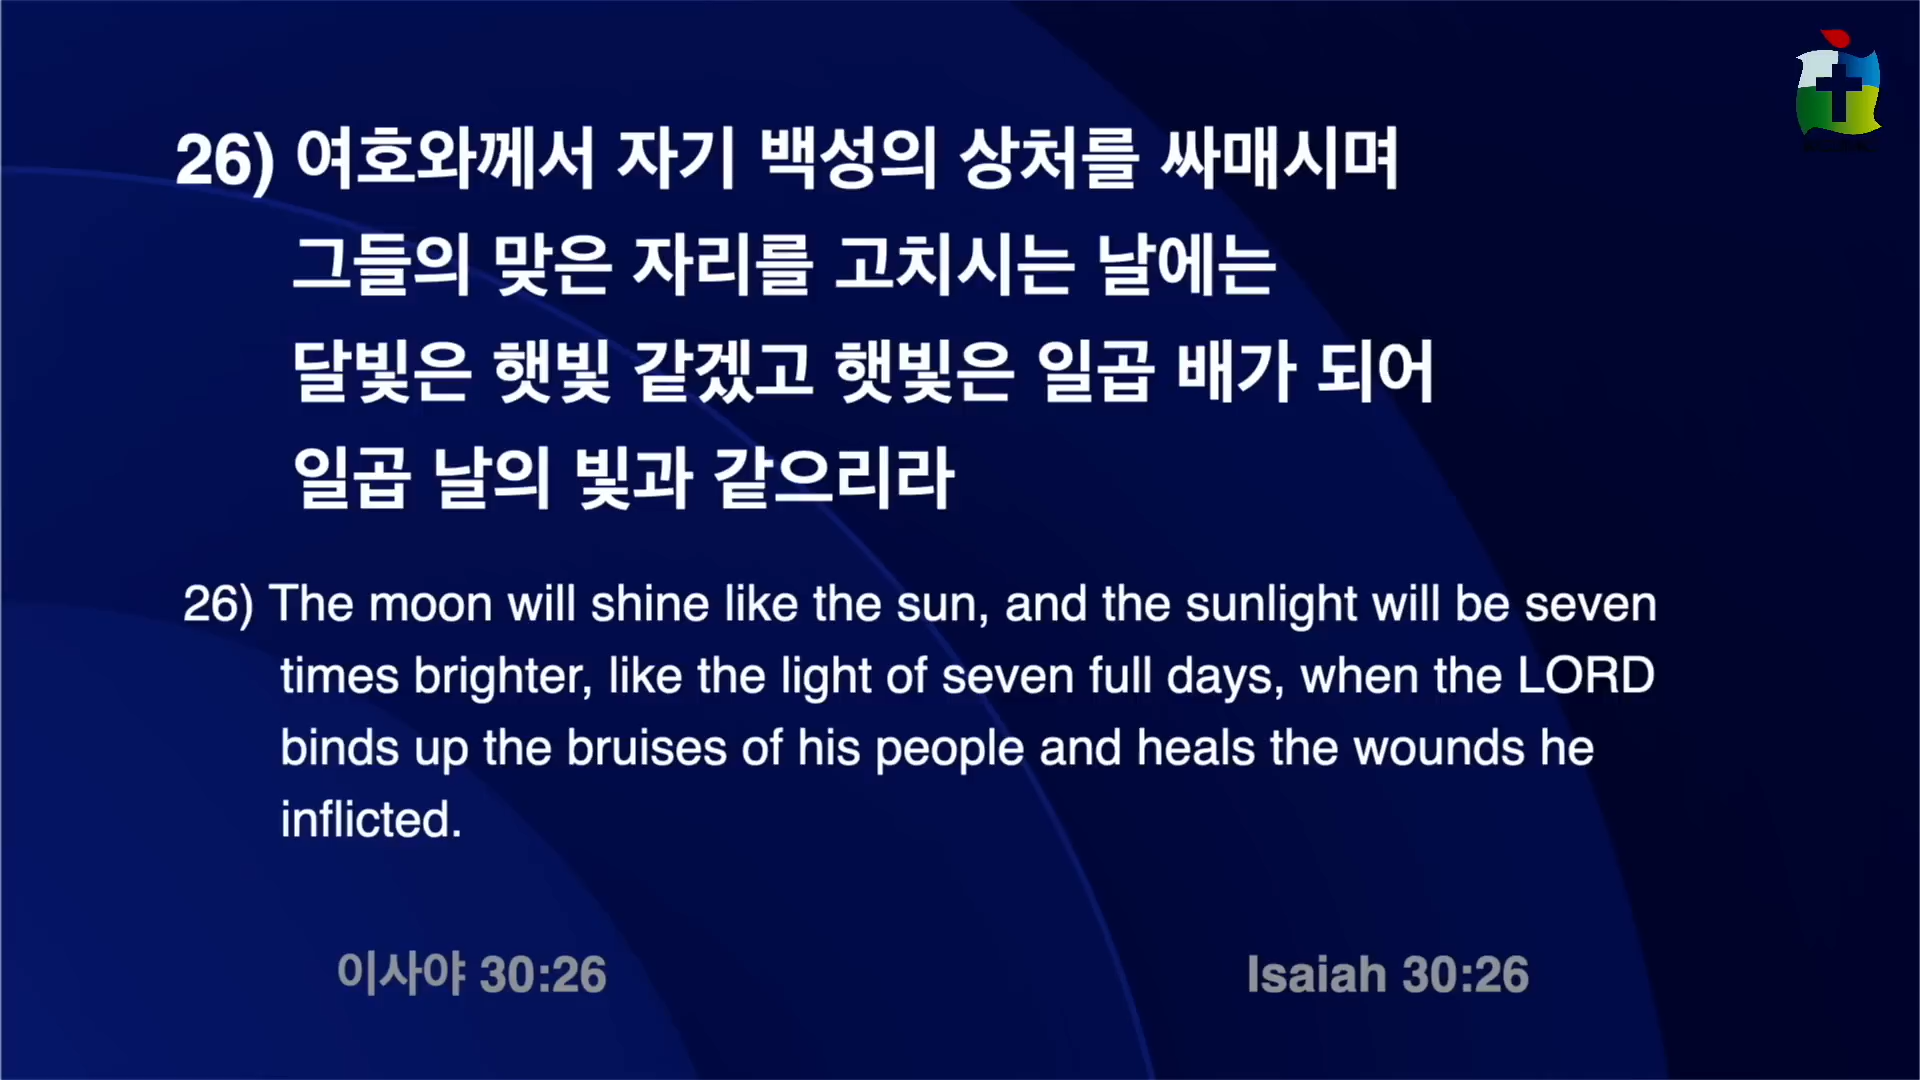 26) 여호와께서 자기 백성의 상처를 싸매시며
그들의 맞은 자리를 고치시는 날에는
달빛은 햇빛 같겠고 햇빛은 일곱 배가 되어
일곱 날의 빛과 같으리라
26) The moon will shine like the sun, and the sunlight will be seven
times brighter, like the light of seven full days, when the LORD
binds up the bruises of his people and heals the wounds he
inflicted.
이사야 30:26
Isaiah 30:26